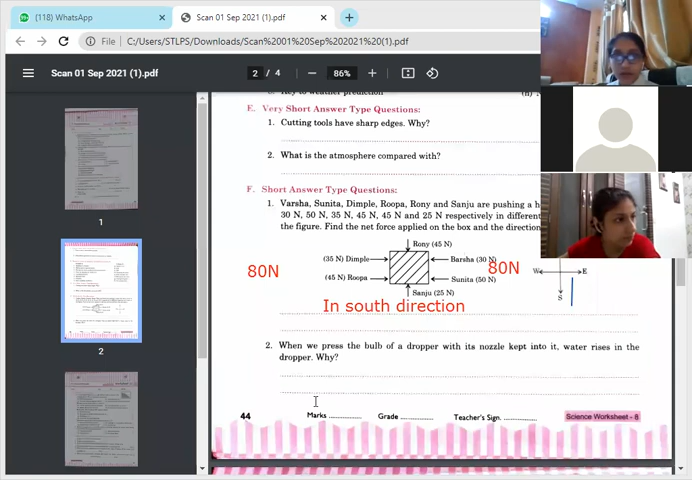 (118) WhatsApp
Scan 01 Sep 2021 (1).pdf
File
C:/Users/STLPS/Downloads/Scan%2001%20Sep%202021%20(1).pdf
Scan 01 Sep 2021 (1).pdf
2 / 4
86%
1
2
E. Very Short Answer Type Questions:
1. Cutting tools have sharp edges. Why?
2. What is the atmosphere compared with?
F. Short Answer Type Questions:
1. Varsha, Sunita, Dimple, Roopa, Rony and Sanju are pushing a
30 N, 50 N, 35 N, 45 N, 45 N and 25 N respectively in different
the figure. Find the net force applied on the box and the direction
Rony (45 N)
(35 N) Dimple
Barsha (30 N)
80N
80N
(45 N) Roopa
Sunita (50 N)
W
E
S
Sanju (25 N)
In south direction
2. When we press the bulb of a dropper with its nozzle kept into it, water rises in the
dropper. Why?
44
Marks
Grade
Teacher's Sign.
Science Worksheet - 8